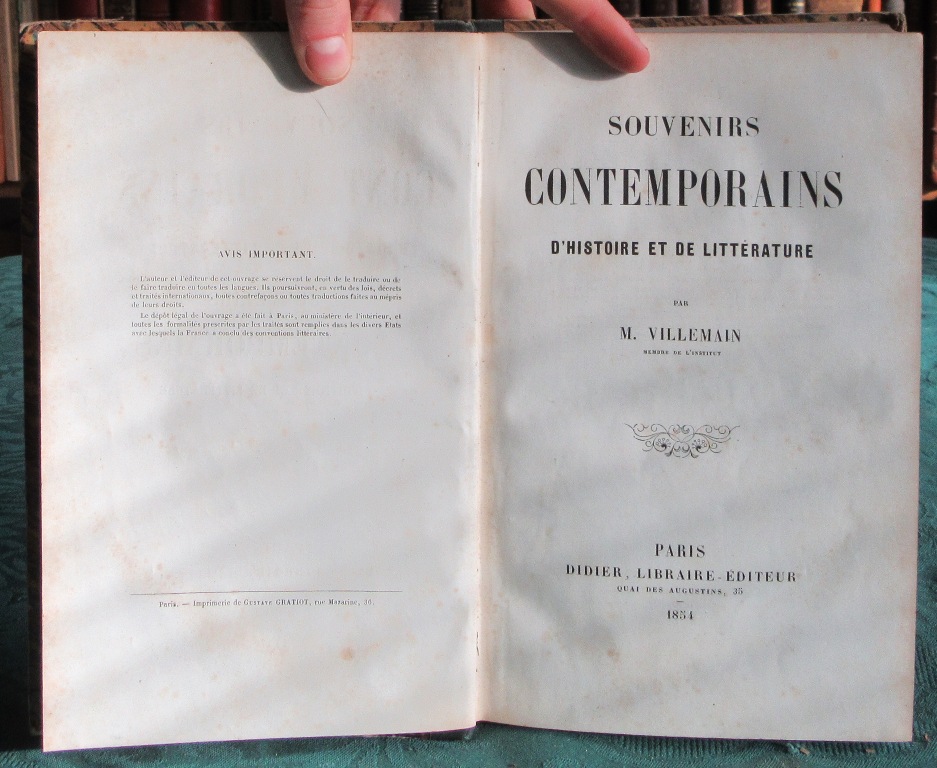 AVIS IMPORTANT.
L'auteur et l'éditeur de cet ouvrage se réservent le droit de le traduire ou de
le faire traduire en toutes les langues. Ils poursuivront, en vertu des lois, décrets
et traités internationaux, toutes contrefaçons ou toutes traductions faites au mépris
de leurs droits.
Le dépôt légal de l'ouvrage a été fait à Paris, au ministère de l'intérieur, et
toutes les formalités prescrites par les traités sont remplies dans les divers États
avec lesquels la France a conclu des conventions littéraires.
Paris. — Imprimerie de GUSTAVE GRATIOT, rue Mazarine, 30.
SOUVENIRS
CONTEMPORAINS
D'HISTOIRE ET DE LITTÉRATURE
PAR
M. VILLEMAIN
MEMBRE DE L'INSTITUT
PARIS
DIDIER, LIBRAIRE-ÉDITEUR
QUAI DES AUGUSTINS, 35
1854